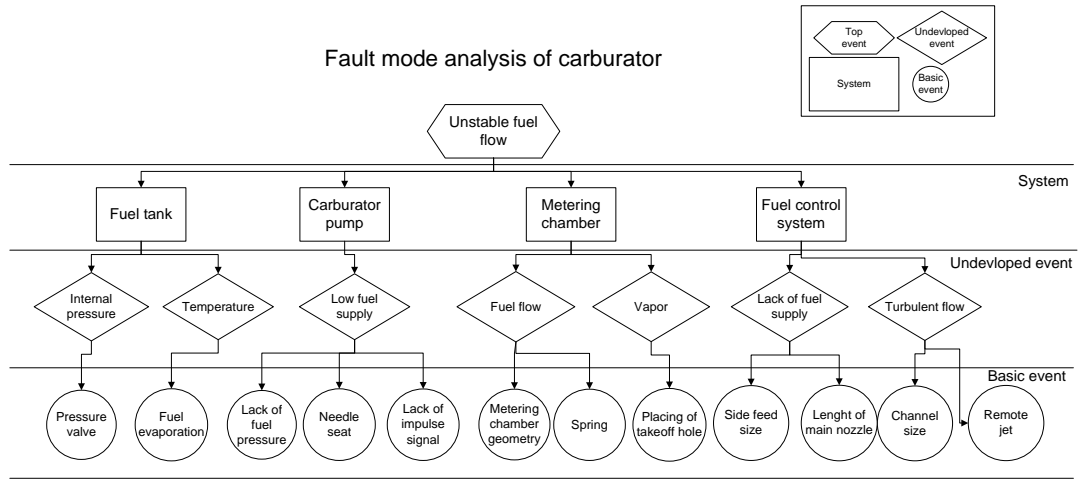 Fault mode analysis of carburator
Top
event
Undevloped
event
System
Basic
event
Unstable fuel
flow
System
Fuel tank
Carburator
pump
Metering
chamber
Fuel control
system
Undevloped event
Internal
pressure
Temperature
Low fuel
supply
Fuel flow
Vapor
Lack of fuel
supply
Turbulent flow
Basic event
Pressure
valve
Fuel
evaporation
Lack of
fuel
pressure
Needle
seat
Lack of
impulse
signal
Metering
chamber
geometry
Spring
Placing of
takeoff hole
Side feed
size
Lenght of
main nozzle
Channel
size
Remote
jet